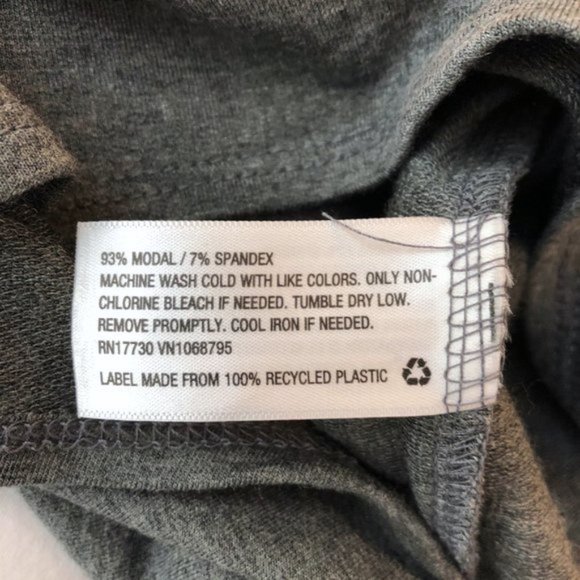 93% MODAL / 7% SPANDEX
MACHINE WASH COLD WITH LIKE COLORS. ONLY NON-
CHLORINE BLEACH IF NEEDED. TUMBLE DRY LOW.
REMOVE PROMPTLY. COOL IRON IF NEEDED.
RN17730 VN1068795
LABEL MADE FROM 100% RECYCLED PLASTIC